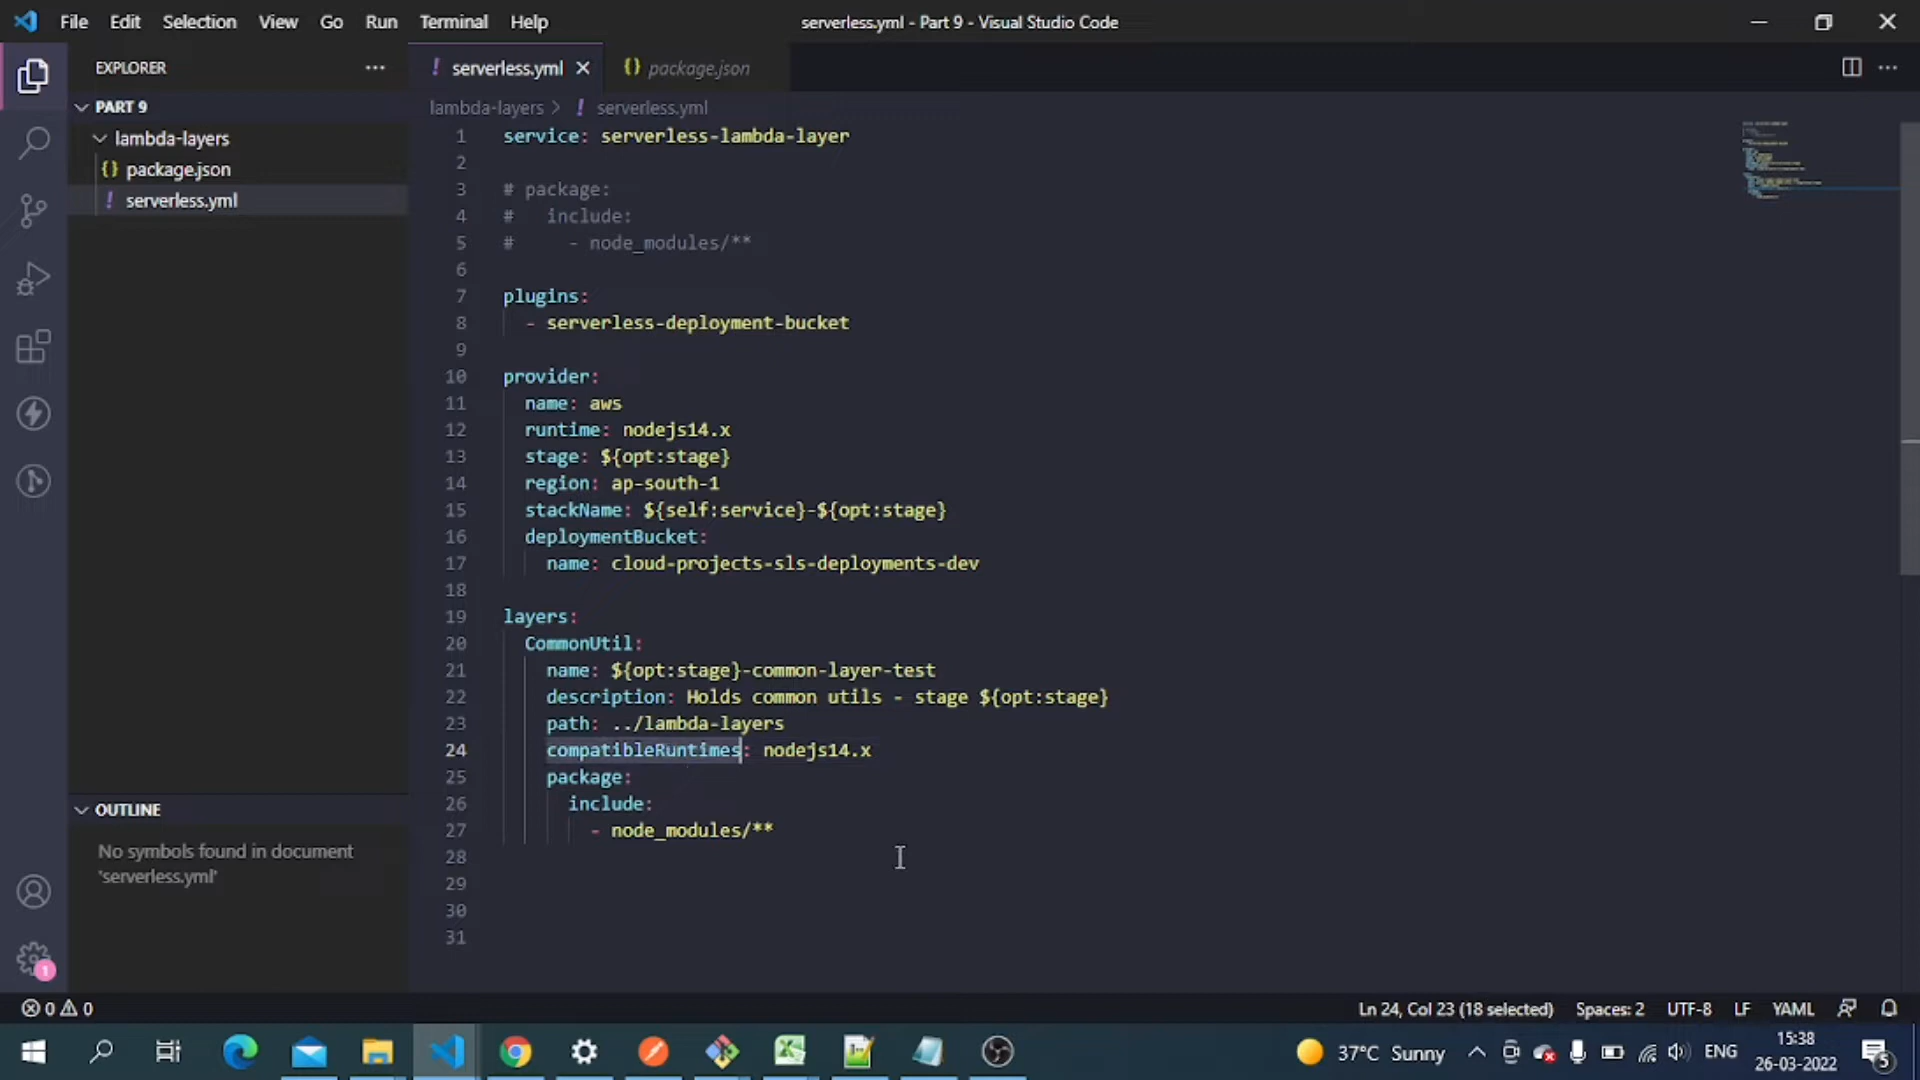 File Edit Selection View Go Run Terminal Help
serverless.yml - Part 9 - Visual Studio Code
EXPLORER
PART 9
lambda-layers
{} package.json
! serverless.yml
OUTLINE
No symbols found in document
'serverless.yml'
! serverless.yml
{} package.json
lambda-layers > ! serverless.yml
1 service: serverless-lambda-layer
2
3 # package:
4 #   include:
5 #     - node_modules/**
6
7 plugins:
8   - serverless-deployment-bucket
9
10 provider:
11   name: aws
12   runtime: nodejs14.x
13   stage: ${opt:stage}
14   region: ap-south-1
15   stackName: ${self:service}-${opt:stage}
16   deploymentBucket:
17     name: cloud-projects-sls-deployments-dev
18
19 layers:
20   CommonUtil:
21     name: ${opt:stage}-common-layer-test
22     description: Holds common utils - stage ${opt:stage}
23     path: ../lambda-layers
24     compatibleRuntimes: nodejs14.x
25     package:
26       include:
27         - node_modules/**
28
29
30
31
0 0
Ln 24, Col 23 (18 selected) Spaces: 2 UTF-8 LF YAML
1
37°C Sunny
ENG
15:38
26-03-2022
5